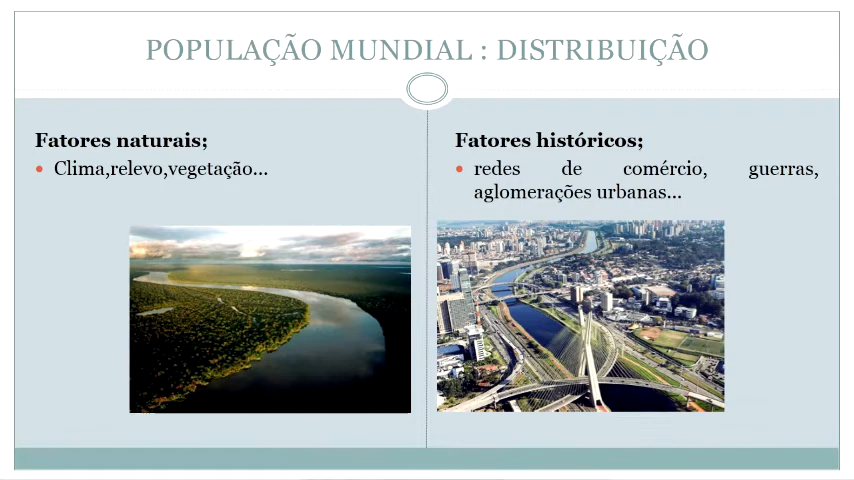 POPULAÇÃO MUNDIAL : DISTRIBUIÇÃO
Fatores naturais;
• Clima,relevo,vegetação...
Fatores históricos;
• redes de comércio, guerras,
aglomerações urbanas...